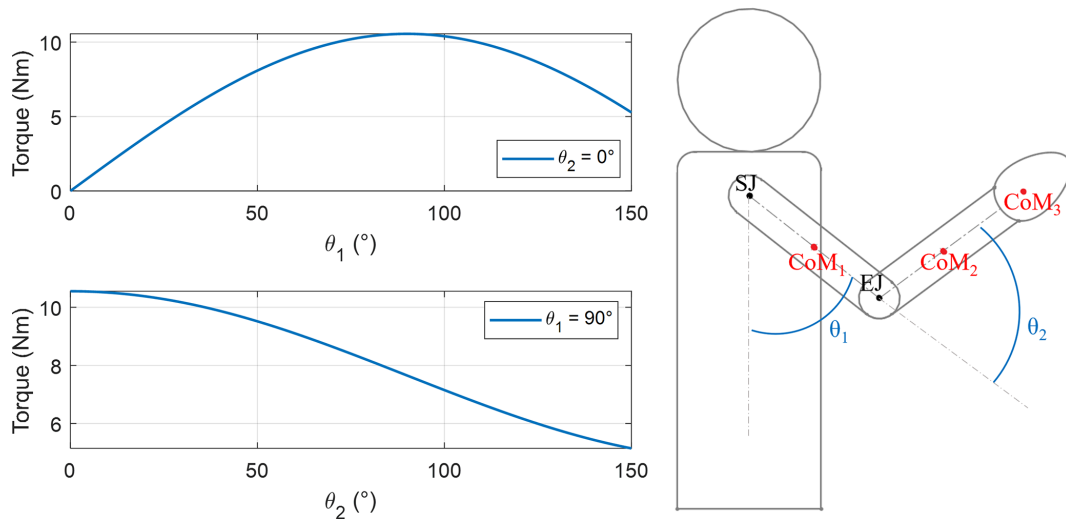 10
5
0
Torque (Nm)
θ₂ = 0°
0
50
100
150
θ₁ (°)
10
8
6
Torque (Nm)
θ₁ = 90°
0
50
100
150
θ₂ (°)
SJ
CoM₁
EJ
CoM₂
CoM₃
θ₁
θ₂